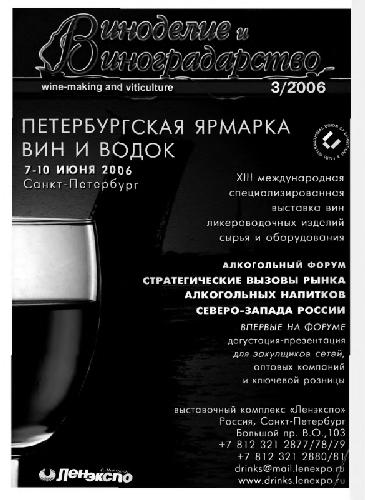 Виноделие и
Виноградарство
wine-making and viticulture
3/2006
ПЕТЕРБУРГСКАЯ ЯРМАРКА
ВИН И ВОДОК
7-10 ИЮНЯ 2006
Санкт-Петербург
XIII международная
специализированная
выставка вин
ликероводочных изделий
сырья и оборудования
АЛКОГОЛЬНЫЙ ФОРУМ
СТРАТЕГИЧЕСКИЕ ВЫЗОВЫ РЫНКА
АЛКОГОЛЬНЫХ НАПИТКОВ
СЕВЕРО-ЗАПАДА РОССИИ
ВПЕРВЫЕ НА ФОРУМЕ
дегустация-презентация
для закупщиков сетей,
оптовых компаний
и ключевой розницы
выставочный комплекс «Ленэкспо»
Россия, Санкт-Петербург
Большой пр. В.О.,103
+7 812 321 2877/78/79
+7 812 321 2880/81
drinks@mail.lenexpo.ru
www.drinks.lenexpo.ru
ЛЕНЭКСПО